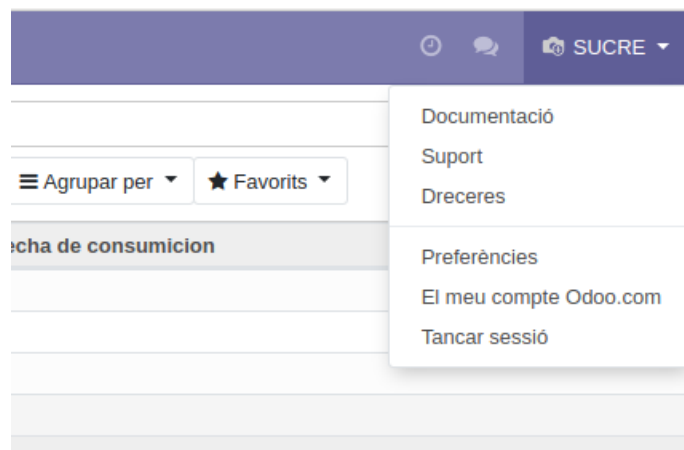 SUCRE
Documentació
Suport
Dreceres
Agrupar per
Favorits
echa de consumicion
Preferències
El meu compte Odoo.com
Tancar sessió